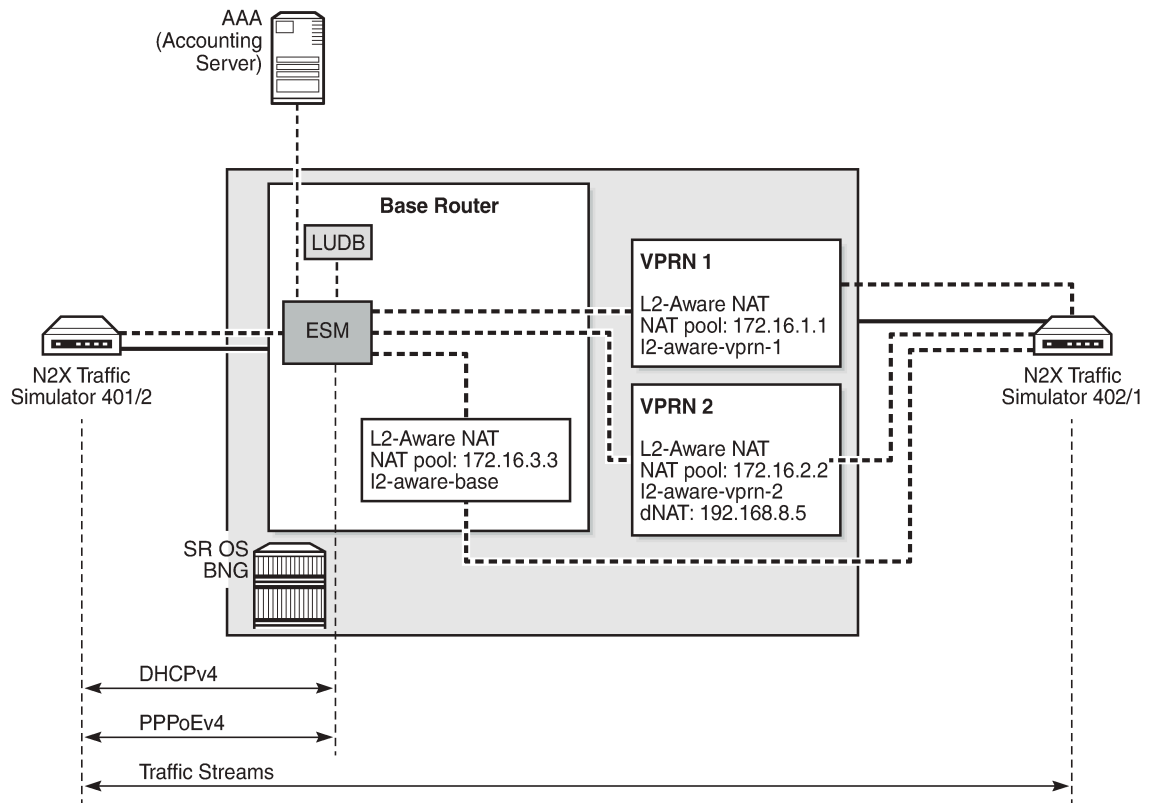 AAA
(Accounting
Server)
Base Router
LUDB
ESM
VPRN 1
L2-Aware NAT
NAT pool: 172.16.1.1
l2-aware-vprn-1
N2X Traffic
Simulator 401/2
N2X Traffic
Simulator 402/1
VPRN 2
L2-Aware NAT
NAT pool: 172.16.2.2
l2-aware-vprn-2
dNAT: 192.168.8.5
L2-Aware NAT
NAT pool: 172.16.3.3
l2-aware-base
SR OS
BNG
DHCPv4
PPPoEv4
Traffic Streams